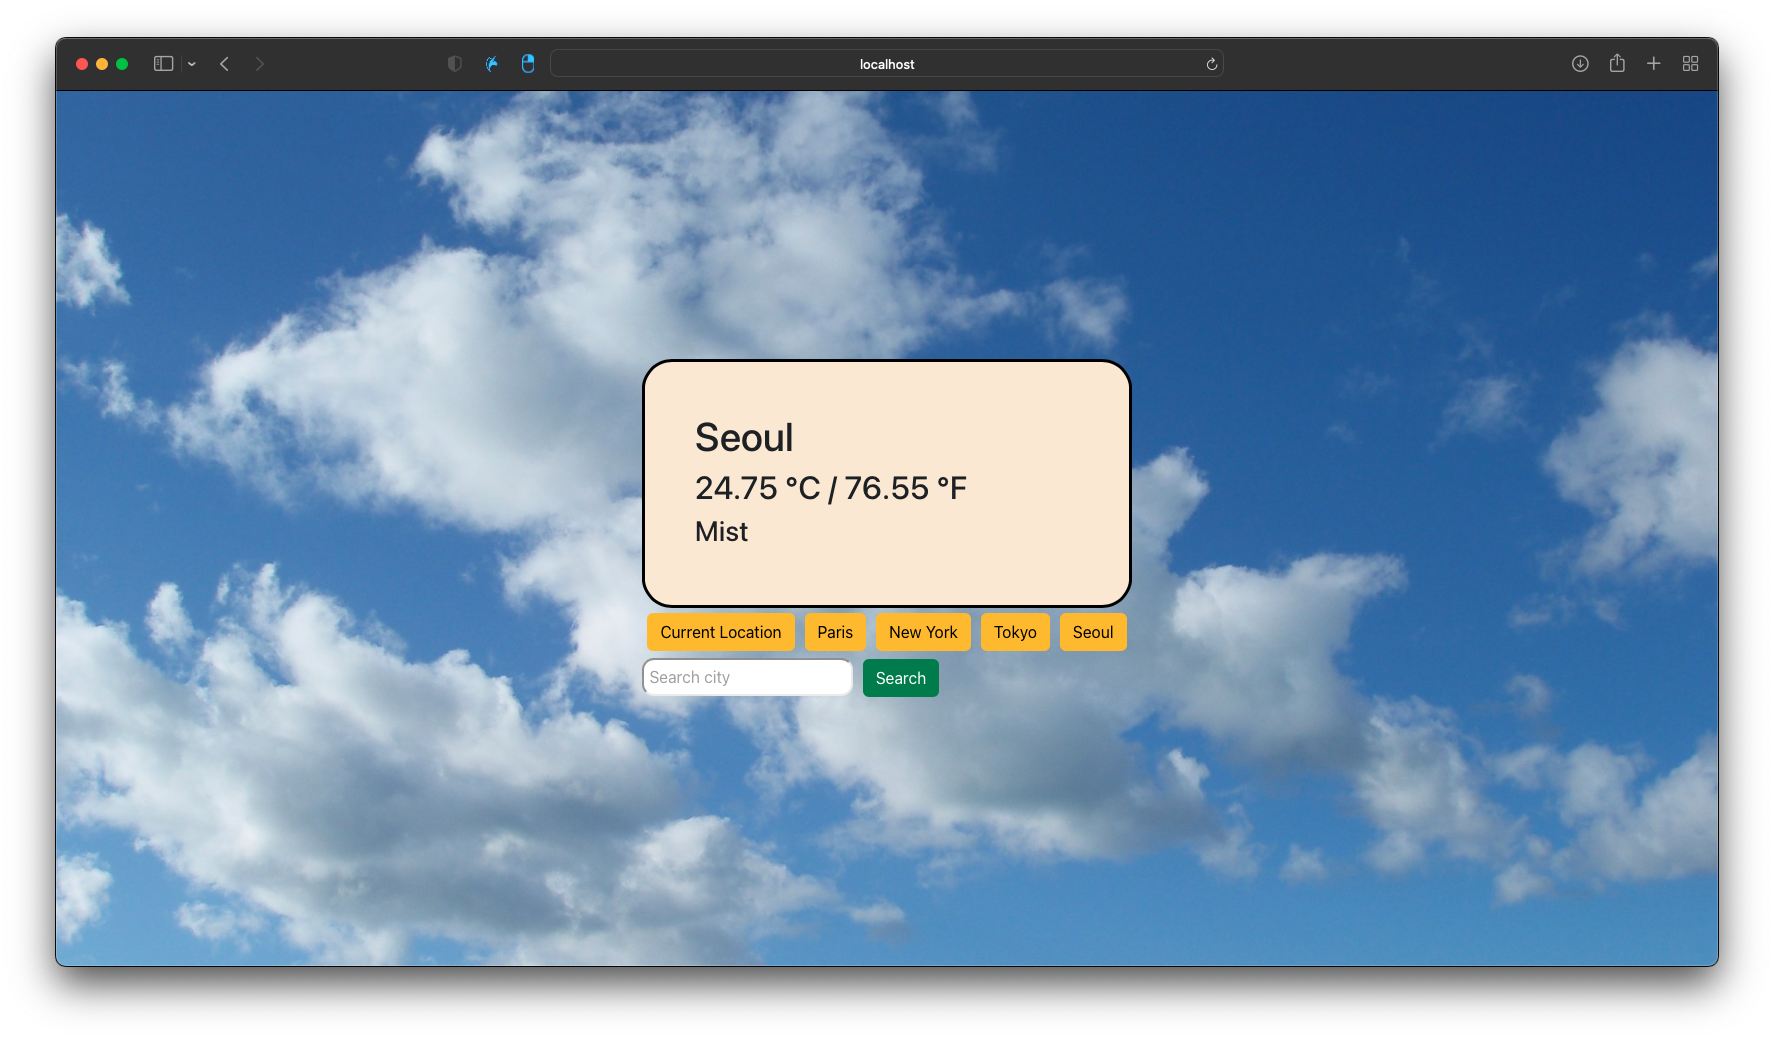 localhost
Seoul
24.75 °C / 76.55 °F
Mist
Current Location Paris New York Tokyo Seoul
Search city Search